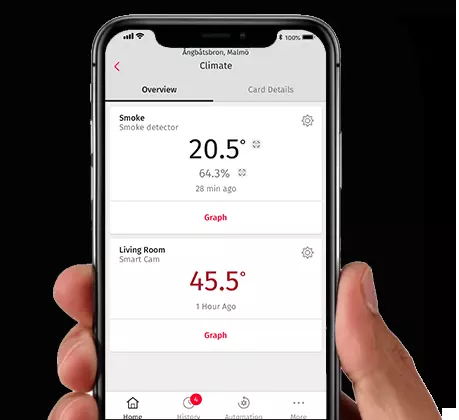 100%
Ångbåtsbron, Malmö
Climate
Overview
Card Details
Smoke
Smoke detector
20.5°
64.3%
28 min ago
Graph
Living Room
Smart Cam
45.5°
1 Hour Ago
Graph
4
Home
History
Automation
More